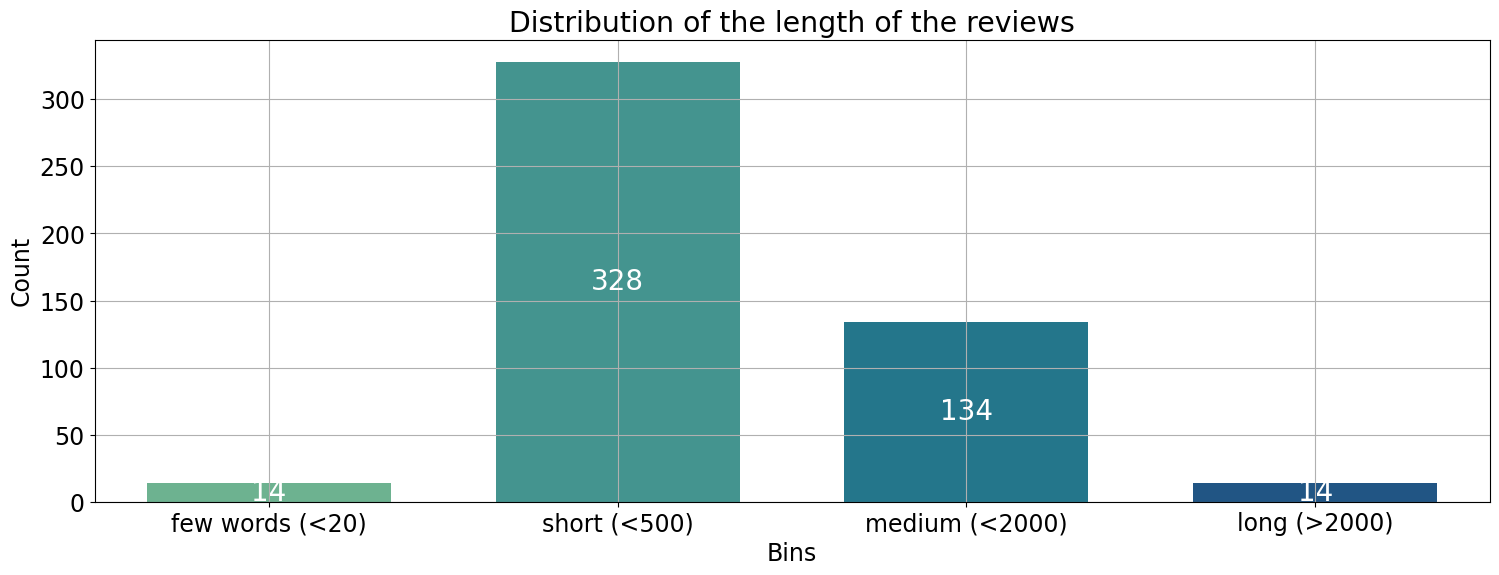 Distribution of the length of the reviews
Count
300
250
200
150
100
50
0
328
134
14
14
few words (<20)
short (<500)
medium (<2000)
long (>2000)
Bins